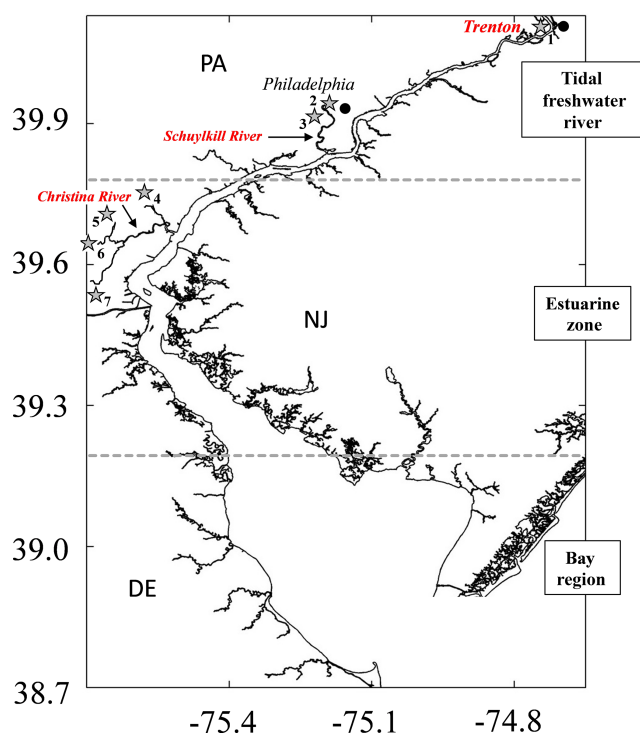 Trenton
1
PA
Philadelphia
2
3
Schuylkill River
Tidal
freshwater
river
39.9
Christina River
4
5
6
7
39.6
NJ
Estuarine
zone
39.3
39.0
DE
Bay
region
38.7
-75.4
-75.1
-74.8